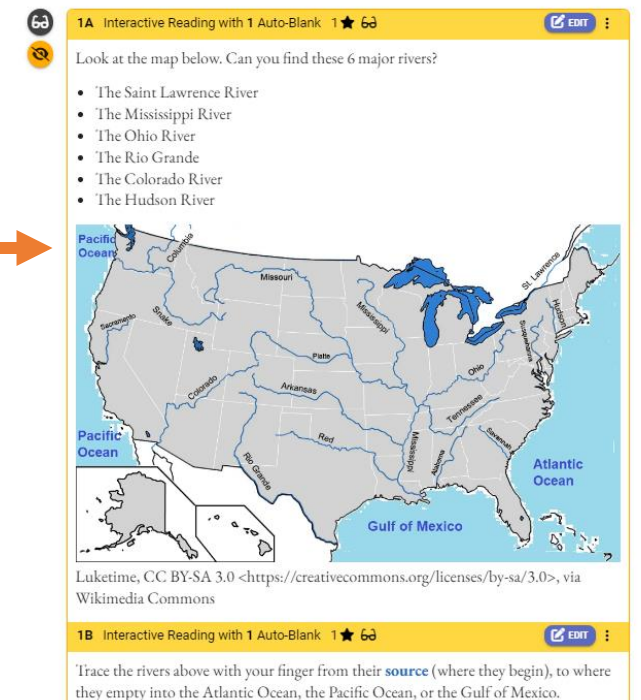 1A Interactive Reading with 1 Auto-Blank 1
EDIT
Look at the map below. Can you find these 6 major rivers?
• The Saint Lawrence River
• The Mississippi River
• The Ohio River
• The Rio Grande
• The Colorado River
• The Hudson River
Pacific
Ocean
Columbia
Missouri
St. Lawrence
Snake
Sacramento
Mississippi
Hudson
Susquehanna
Platte
Ohio
Colorado
Arkansas
Tennessee
Red
Mississippi
Alabama
Savannah
Pacific
Ocean
Rio Grande
Atlantic
Ocean
Gulf of Mexico
Luketime, CC BY-SA 3.0 <https://creativecommons.org/licenses/by-sa/3.0>, via
Wikimedia Commons
1B Interactive Reading with 1 Auto-Blank 1
EDIT
Trace the rivers above with your finger from their source (where they begin), to where
they empty into the Atlantic Ocean, the Pacific Ocean, or the Gulf of Mexico.